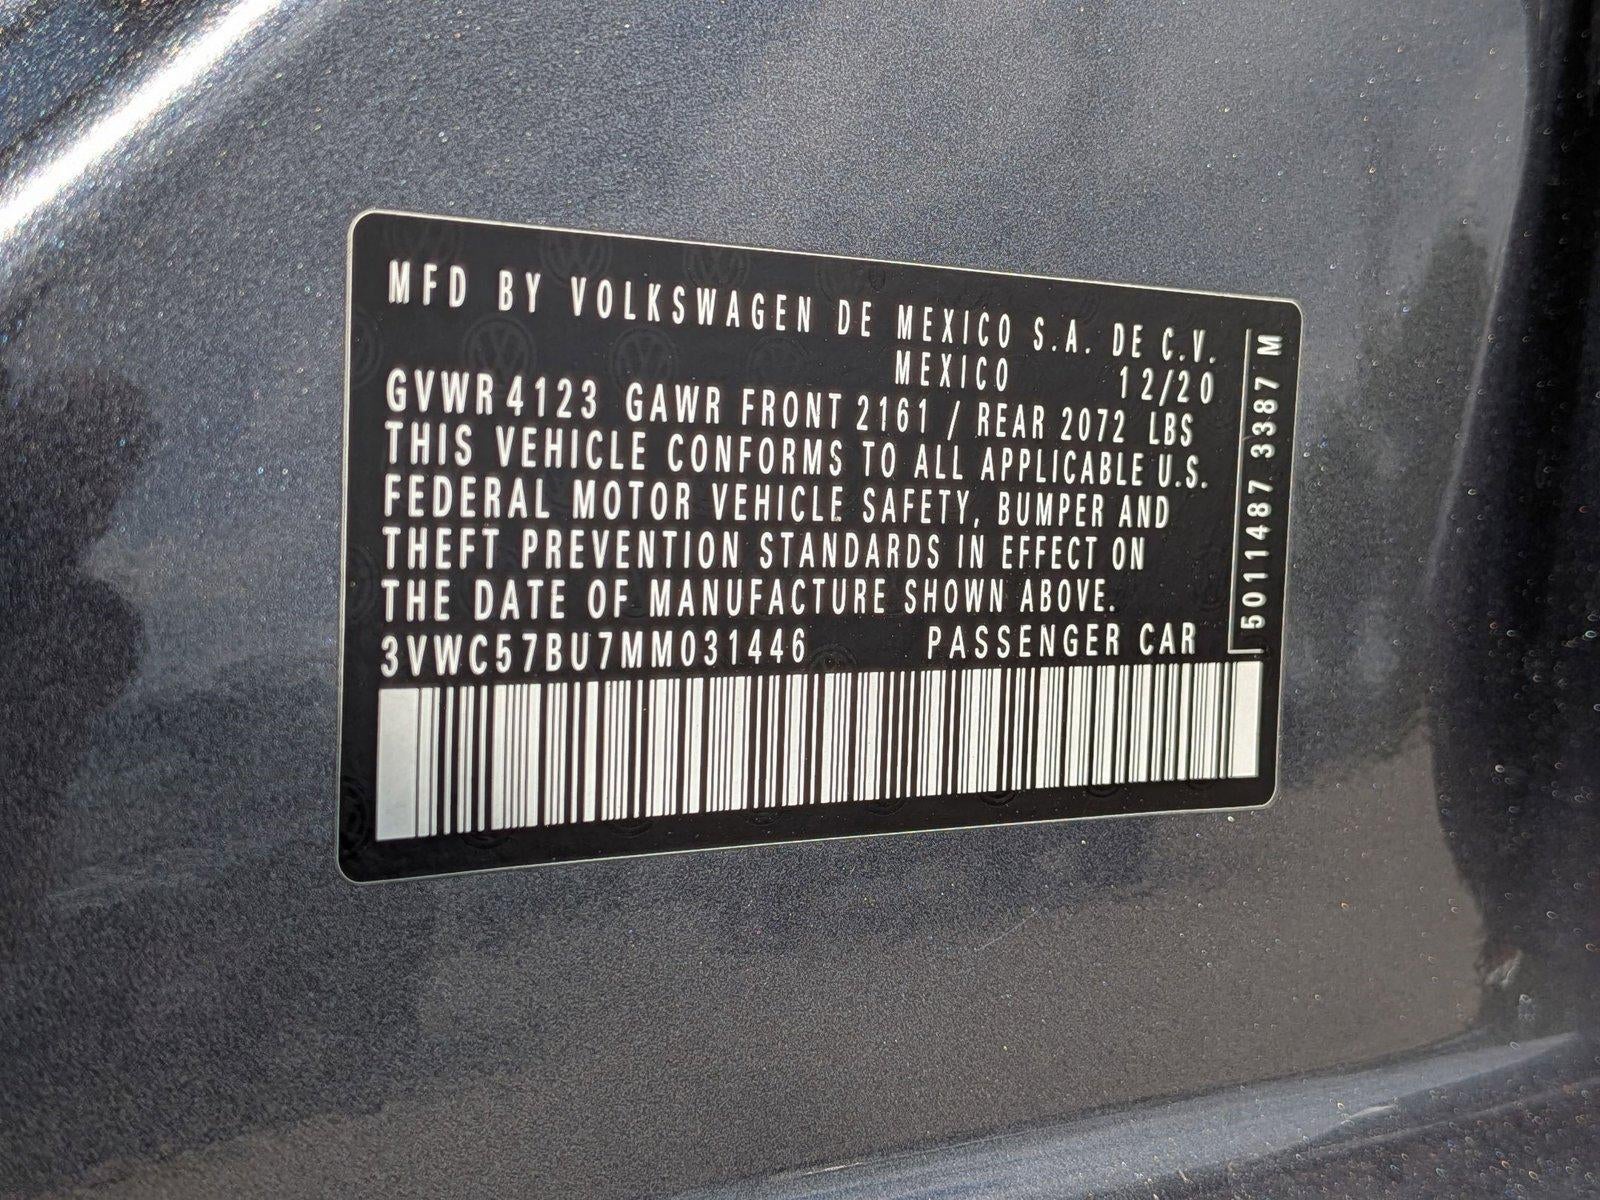 MFD BY VOLKSWAGEN DE MEXICO S.A. DE C.V.
MEXICO 12/20
GVWR 4123 GAWR FRONT 2161 / REAR 2072 LBS
THIS VEHICLE CONFORMS TO ALL APPLICABLE U.S.
FEDERAL MOTOR VEHICLE SAFETY, BUMPER AND
THEFT PREVENTION STANDARDS IN EFFECT ON
THE DATE OF MANUFACTURE SHOWN ABOVE.
3VWC57BU7MM031446 PASSENGER CAR
5011487 3387 M